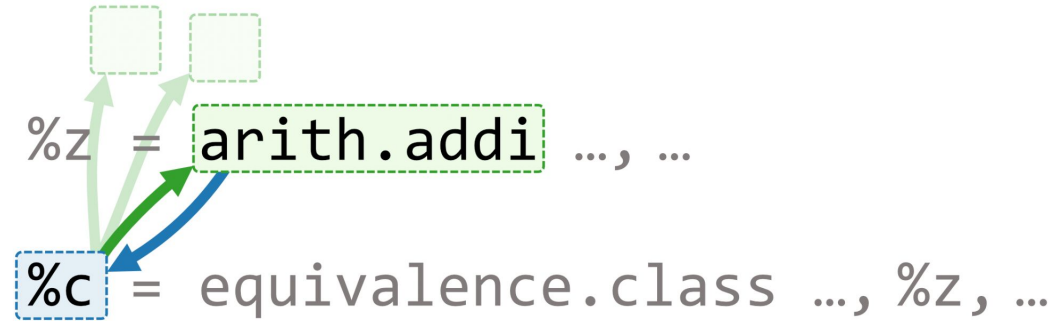 %z = arith.addi …, …
%c = equivalence.class …, %z, …